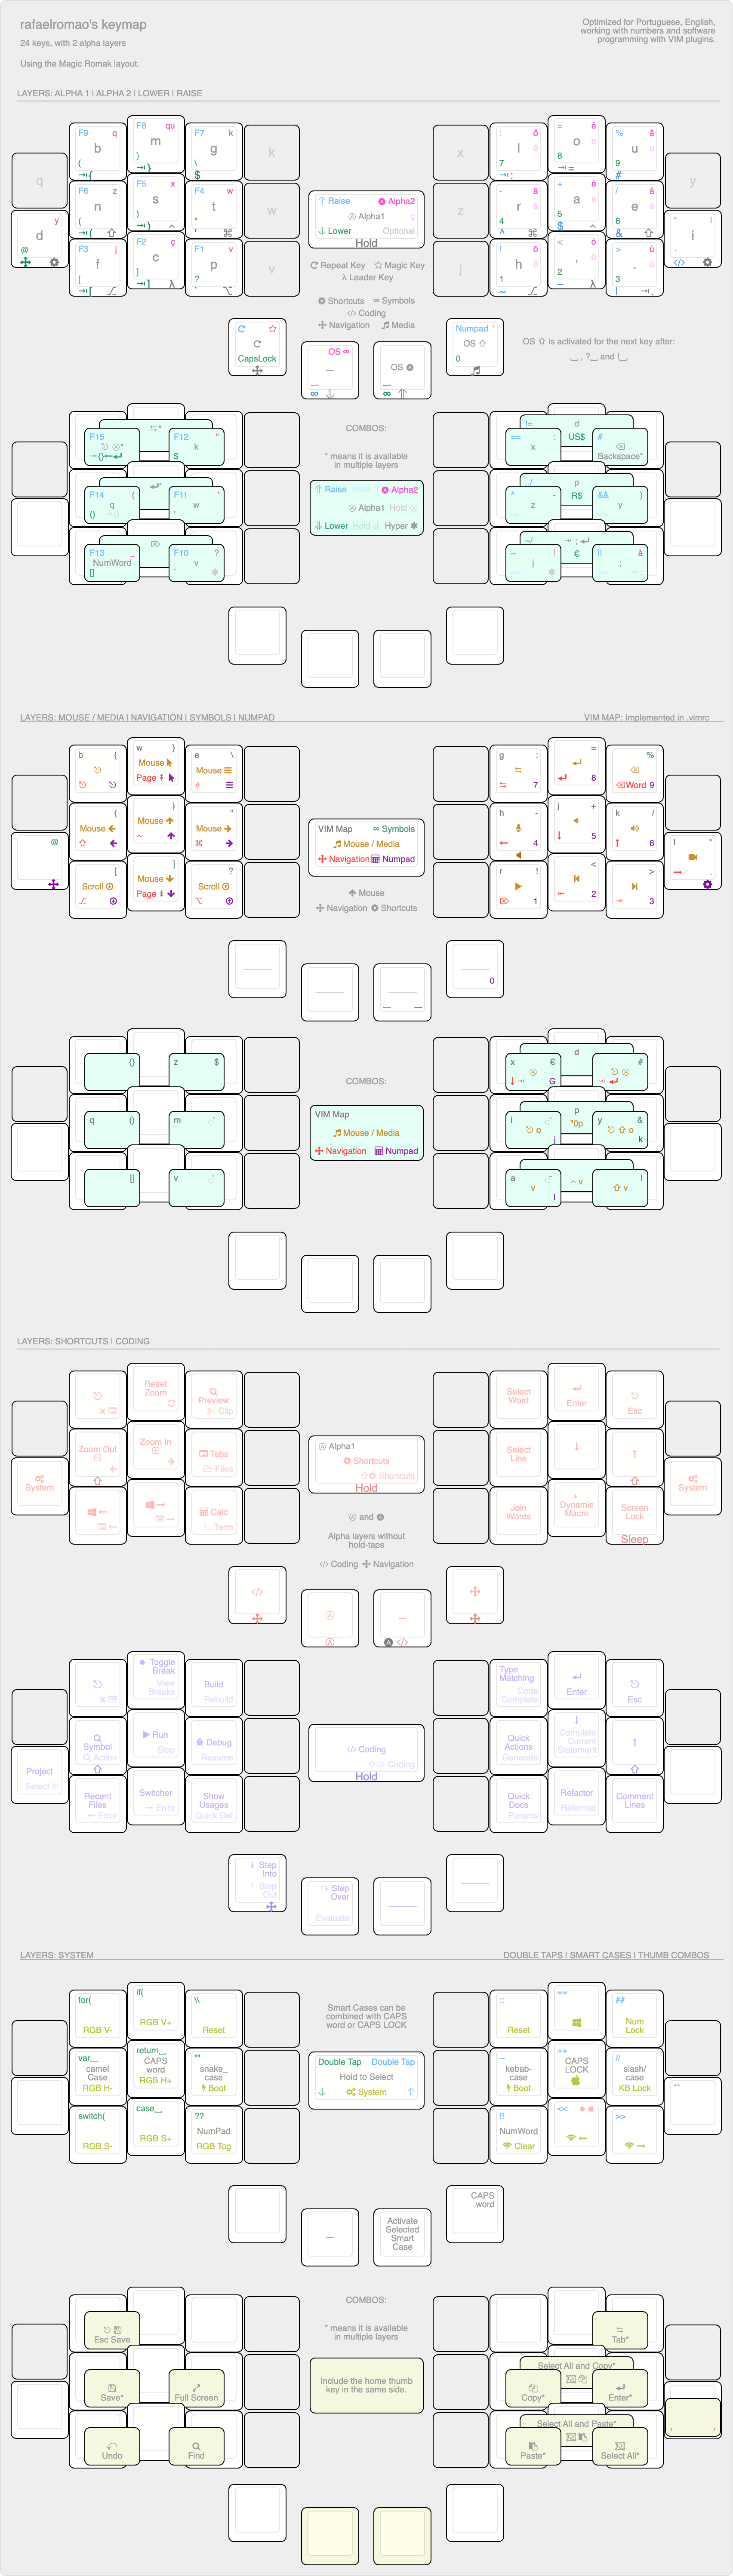 rafaelromao's keymap
24 keys, with 2 alpha layers
Using the Magic Romak layout.
Optimized for Portuguese, English,
working with numbers and software
programming with VIM plugins.
LAYERS: ALPHA 1 | ALPHA 2 | LOWER | RAISE
F9 q
b
{
F8 qu
m
}
F7 k
g
\
$
k
x
: ô
l
7
= ê
o
8
% â
u
9
#
q
y
F6 z
n
(
F5 x
s
)
F4 t
w
z
- ã
r
4
+ è
a
5
$
/ á
e
6
&
y
d
@
* í
i
F3 j
f
[
F2 ç
c
]
λ
F1 v
p
?
v
j
! õ
h
1
~
< ó
,
2
λ
> ú
.
3
Raise Alpha2
Alpha1
Lower Optional
Hold
Repeat Key Magic Key
λ Leader Key
Shortcuts ∞ Symbols
</> Coding
Navigation Media
CapsLock
OS ∞
OS
Numpad '
OS
0
OS ⇧ is activated for the next key after:
.__ , ?__ and !__.
COMBOS:
* means it is available
in multiple layers
F15
F12 "
k
$
F14 (
q
()
F11 '
w
F13 _
NumWord
[]
F10 ?
v
Raise Hold Alpha2
Alpha1 Hold
Lower Hold Hyper
!= d
== :
x
US$
#
Backspace*
p
^ -
z
R$
&& )
y
€
j
!
|| à
;
LAYERS: MOUSE / MEDIA | NAVIGATION | SYMBOLS | NUMPAD
VIM MAP: Implemented in .vimrc
b {
w }
Mouse
Page
e \
Mouse
g :
7
=
8
%
Word 9
(
Mouse
)
Mouse
"
Mouse
h -
4
j +
5
k /
6
@
l *
.
[
Scroll
]
Mouse
Page
?
Scroll
r !
1
<
2
>
3
VIM Map ∞ Symbols
Mouse / Media
Navigation Numpad
Mouse
Navigation Shortcuts
0
{}
z $
q ()
m
[]
v
COMBOS:
VIM Map
Mouse / Media
Navigation Numpad
d
x €
G
#
p
i
o
j
"0p
y &
o
k
a
v
l
v
|
v
LAYERS: SHORTCUTS | CODING
Reset
Zoom
Preview
Clip
Select
Word
Enter
Esc
Zoom Out
Zoom In
Tabs
Files
Select
Line
System
System
Calc
Term
Join
Words
Dynamic
Macro
Screen
Lock
Sleep
Alpha1
Shortcuts
Shortcuts
Hold
and
Alpha layers without
hold-taps
</> Coding Navigation
</>
</>
Toggle
Break
View
Breaks
Build
Rebuild
Type
Matching
Code
Complete
Enter
Esc
Symbol
Action
Run
Stop
Debug
Resume
Quick
Actions
Generate
Complete
Current
Statement
Project
Select In
Recent
Files
Error
Switcher
Error
Show
Usages
Quick Def
Quick
Docs
Params
Refactor
Reformat
Comment
Lines
</> Coding
</> Coding
Hold
Step
Into
Step
Out
Step
Over
Evaluate
LAYERS: SYSTEM
DOUBLE TAPS | SMART CASES | THUMB COMBOS
for(
RGB V-
if(
RGB V+
\\
Reset
Smart Cases can be
combined with CAPS
word or CAPS LOCK
::
Reset
==
##
Num
Lock
var_
camel
Case
RGB H-
return_
CAPS
word
RGB H+
snake_
case
Boot
Double Tap Double Tap
Hold to Select
System
--
kebab-
case
Boot
++
CAPS
LOCK
//
slash/
case
KB Lock
**
switch(
RGB S-
case_
RGB S+
??
NumPad
RGB Tog
!!
NumWord
Clear
<<
>>
Activate
Selected
Smart
Case
CAPS
word
COMBOS:
* means it is available
in multiple layers
Include the home thumb
key in the same side.
Esc Save
Save*
Full Screen
Undo
Find
Tab*
Select All and Copy*
Copy*
Enter*
Select All and Paste*
Paste*
Select All*